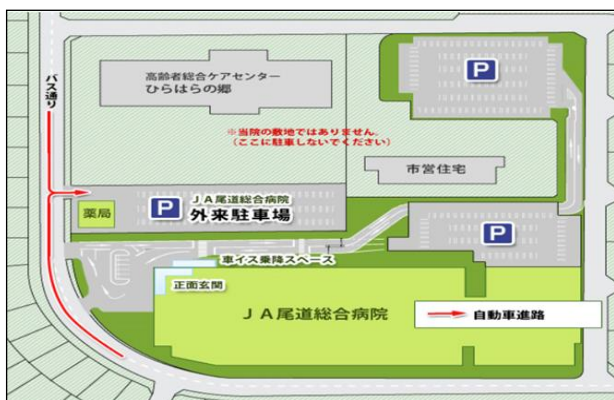 バス通り
高齢者総合ケアセンター
ひらはらの郷
P
※当院の敷地ではありません。
(ここに駐車しないでください)
市営住宅
薬局
P
JA尾道総合病院
外来駐車場
P
車イス乗降スペース
正面玄関
JA尾道総合病院
自動車進路